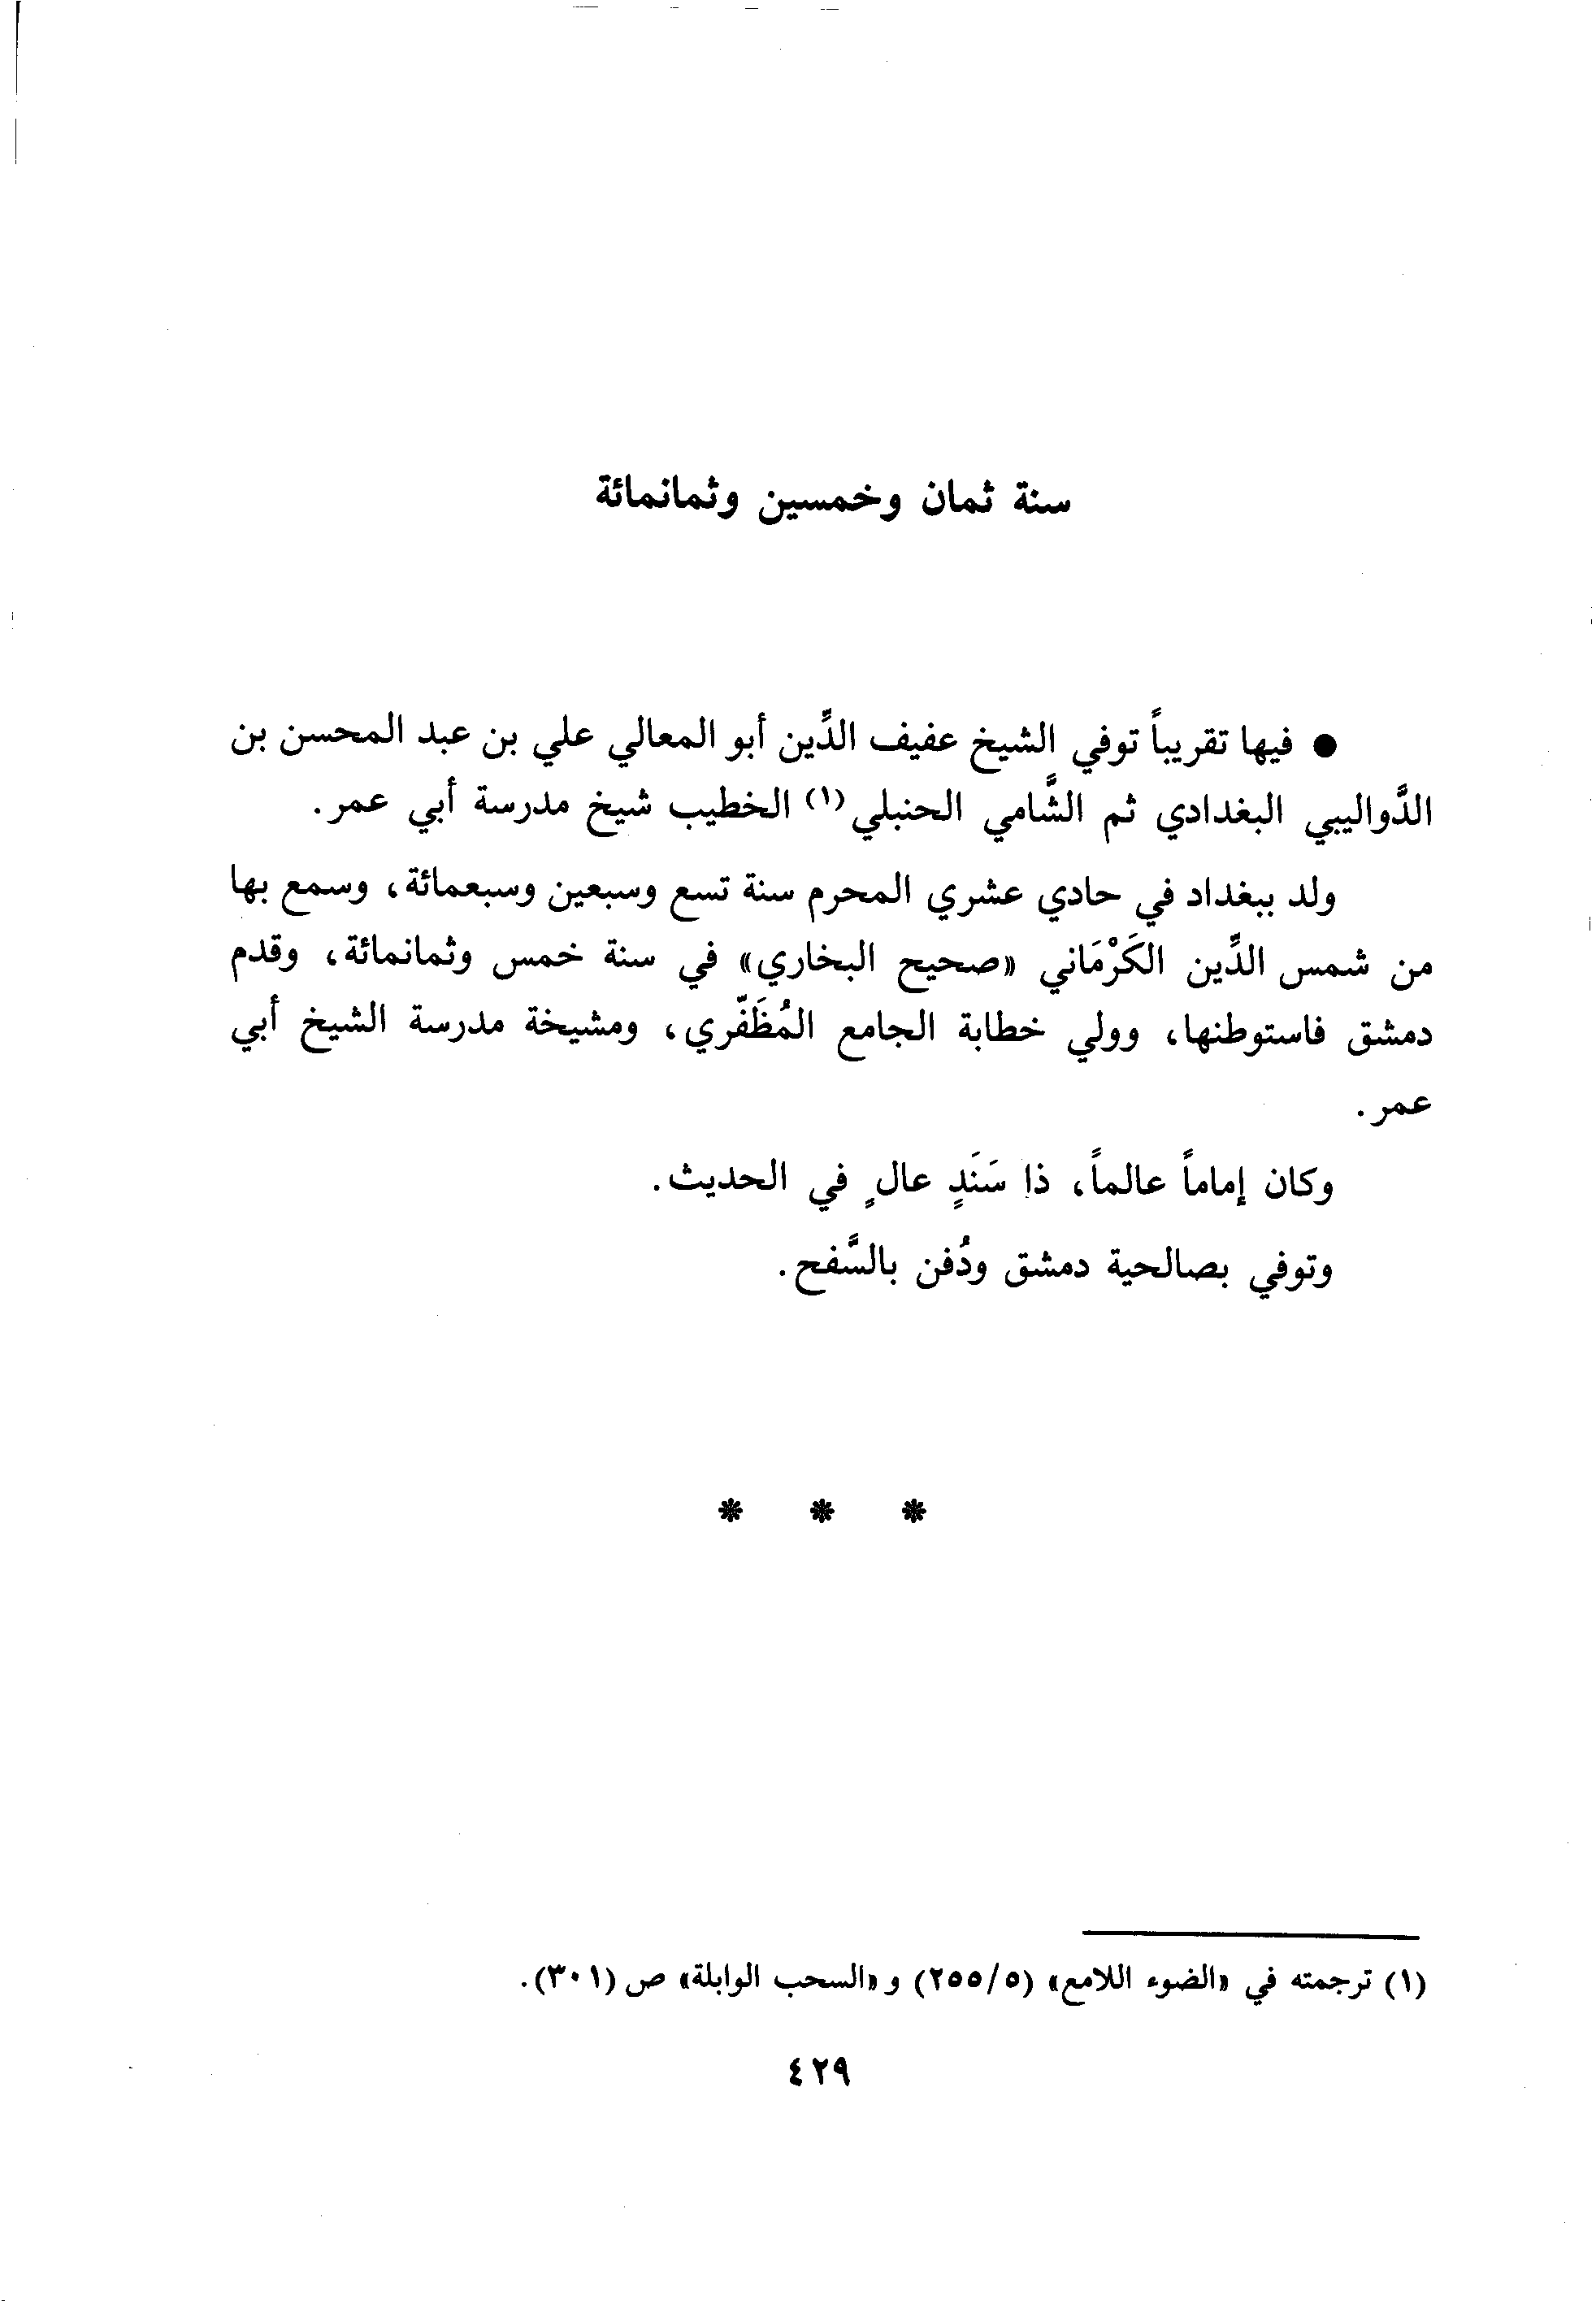 سنة ثمان وخمسين وثمانمائة
● فيها تقريباً توفي الشيخ عفيف الدِّين أبو المعالي علي بن عبد المحسن بن
الدَّواليبي البغدادي ثم الشَّامي الحنبلي (١) الخطيب شيخ مدرسة أبي عمر.
ولد ببغداد في حادي عشري المحرم سنة تسع وسبعين وسبعمائة، وسمع بها
من شمس الدِّين الكَرْمَاني «صحيح البخاري» في سنة خمس وثمانمائة، وقدم
دمشق فاستوطنها، وولي خطابة الجامع المُظَفَّري، ومشيخة مدرسة الشيخ أبي
عمر.
وكان إماماً عالماً، ذا سَنَدٍ عالٍ في الحديث.
وتوفي بصالحية دمشق ودُفن بالسَّفح.
* * *
(١) ترجمته في «الضوء اللامع» (٢٥٥/٥) و«السحب الوابلة» ص (٣٠١).
٤٢٩